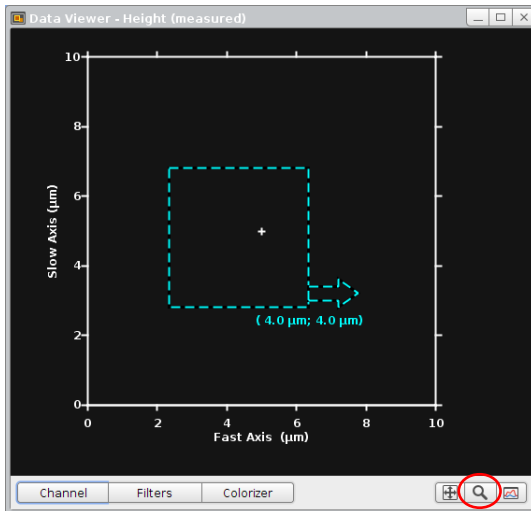 Data Viewer - Height (measured)
10
8
6
4
2
0
Slow Axis (μm)
( 4.0 μm; 4.0 μm)
0 2 4 6 8 10
Fast Axis (μm)
Channel Filters Colorizer